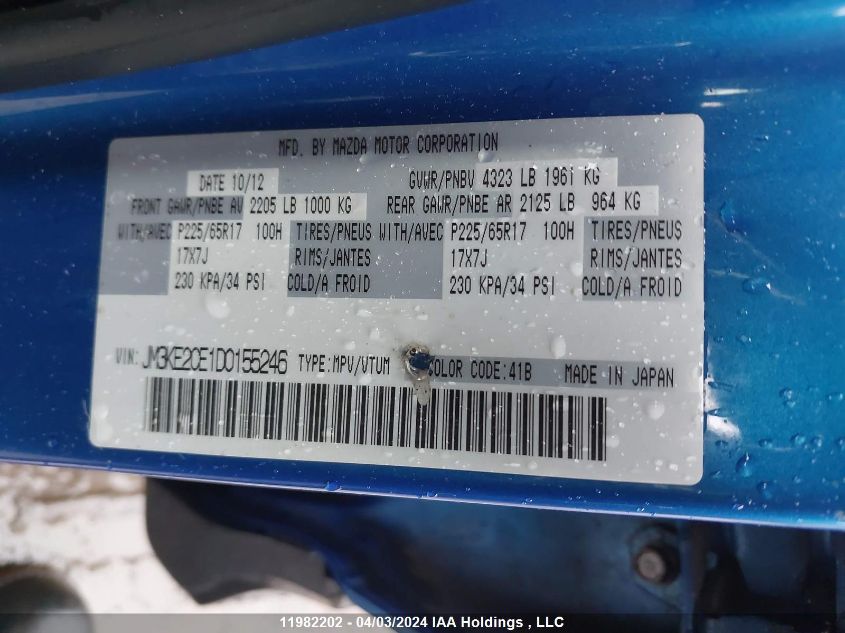 MFD. BY MAZDA MOTOR CORPORATION
DATE 10/12 GVWR/PNBV 4323 LB 1961 KG
FRONT GAWR/PNBE AV 2205 LB 1000 KG REAR GAWR/PNBE AR 2125 LB 964 KG
WITH/AVEC P225/65R17 100H TIRES/PNEUS WITH/AVEC P225/65R17 100H TIRES/PNEUS
17X7J RIMS/JANTES 17X7J RIMS/JANTES
230 KPA/34 PSI COLD/A FROID 230 KPA/34 PSI COLD/A FROID
VIN: JM3KE2CE1D0155246 TYPE:MPV/VTUM OLOR CODE:41B MADE IN JAPAN
11982202 - 04/03/2024 IAA Holdings , LLC